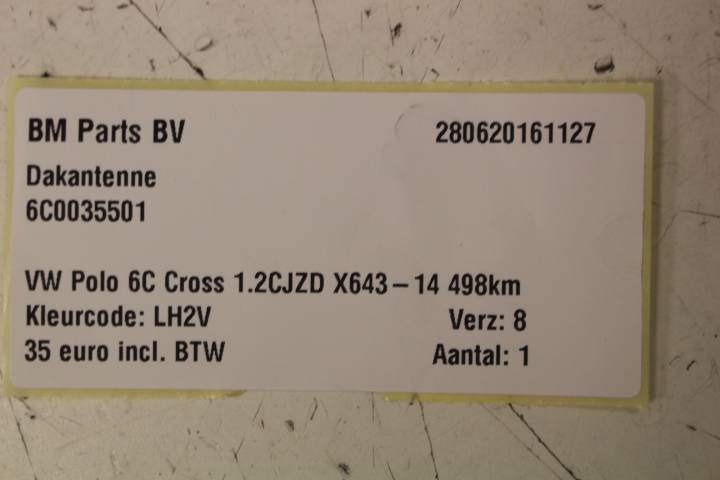 BM Parts BV 280620161127
Dakantenne
6C0035501
VW Polo 6C Cross 1.2CJZD X643-14 498km
Kleurcode: LH2V Verz: 8
35 euro incl. BTW Aantal: 1